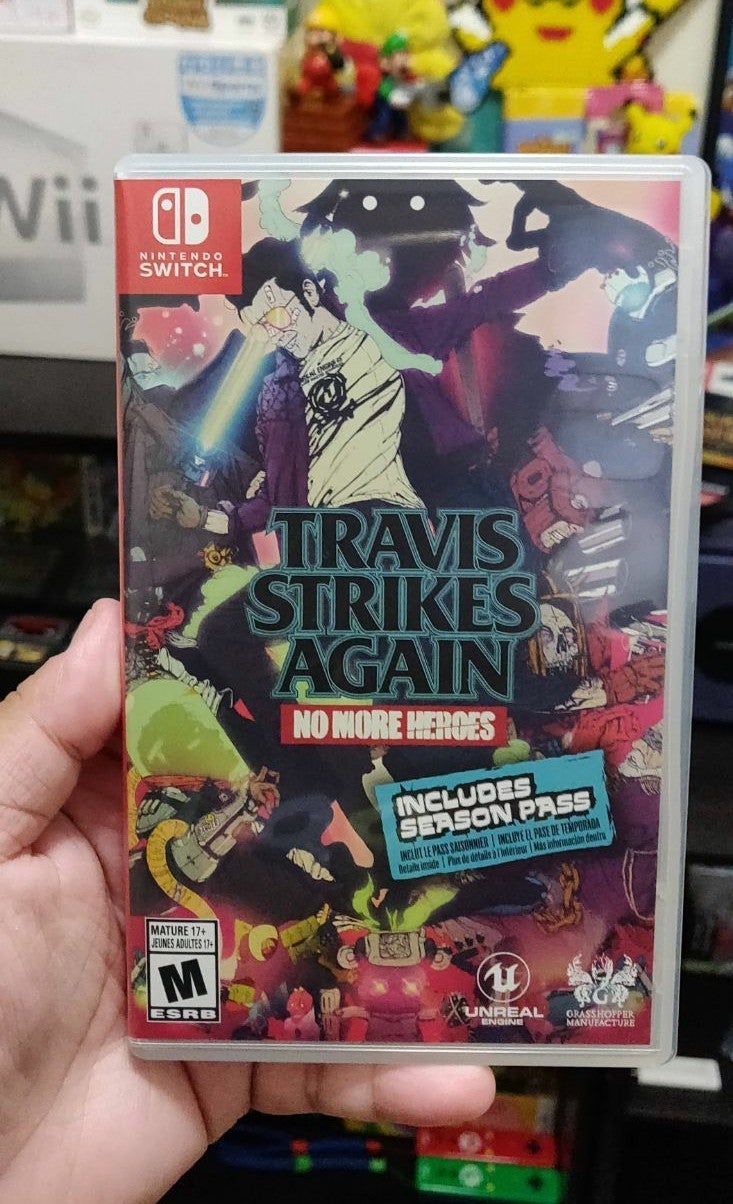 Wii
NINTENDO
SWITCH™
TRAVIS
STRIKES
AGAIN
NO MORE HEROES
INCLUDES
SEASON PASS
INCLUT LE PASS SAISONNIER | INCLUYE EL PASE DE TEMPORADA
Details inside | Plus de détails à l'intérieur | Más información dentro
MATURE 17+
JEUNES ADULTES 17+
M
ESRB
UNREAL
ENGINE
GRASSHOPPER
MANUFACTURE